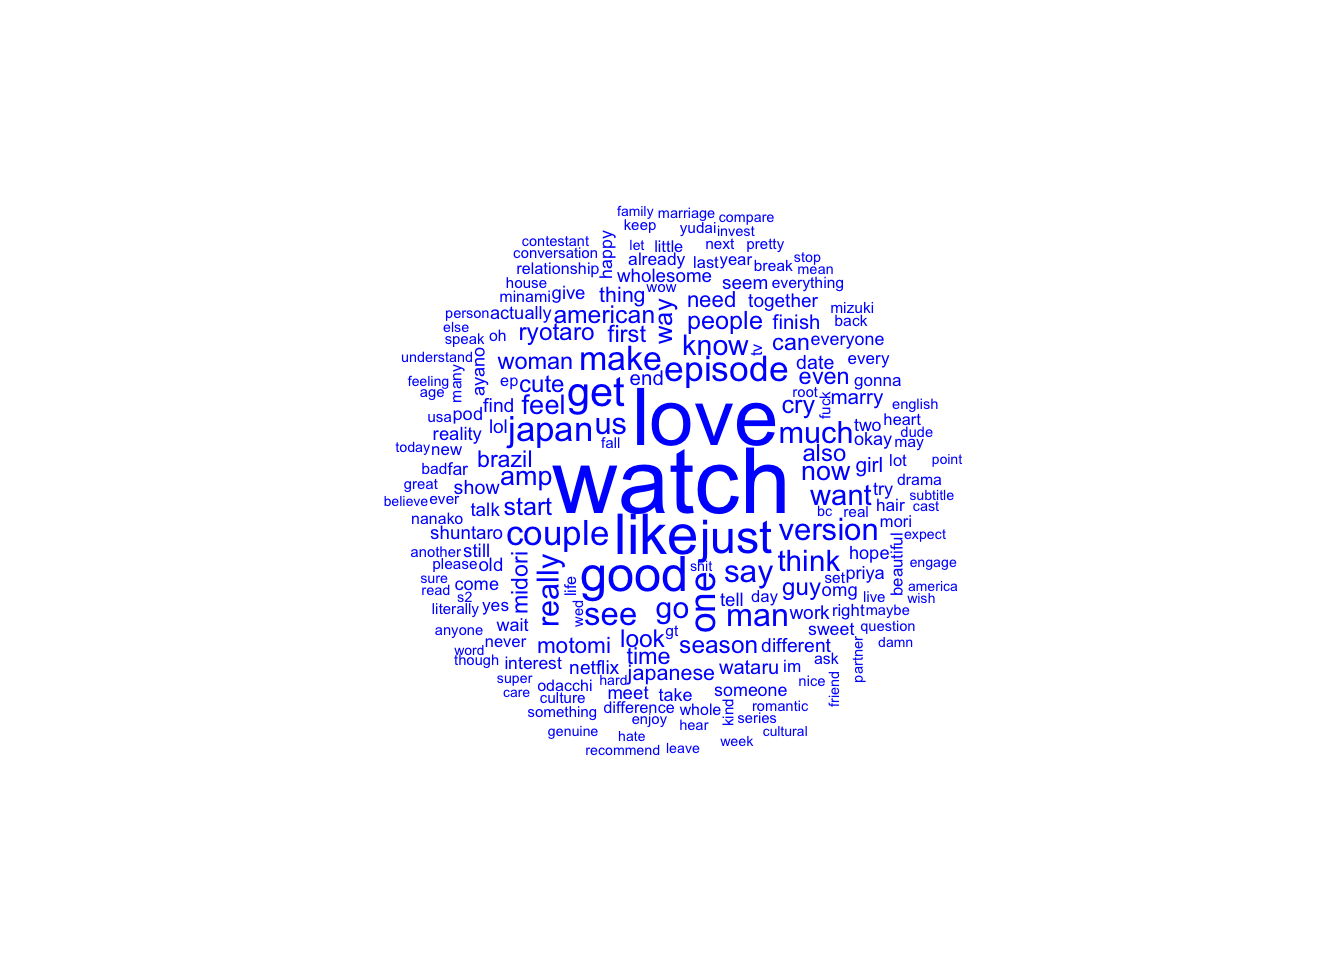 family marriage compare
keep yudai invest
contestant let little next pretty
conversation happy already last year break stop
relationship wholesome wow seem everything mean
house minami give thing way need together
person actually american people finish mizuki back
else speak oh ryotaro first know tv can everyone
understand many ayano woman make episode date every
feeling age ep cute get end even gonna
usa pod find feel love root cry fuck marry english
reality lol japan us fall much two heart
today new brazil also okay may dude
bad far amp watch now girl lot point
great show want try drama
believe ever talk start bc real hair subtitle cast
nanako shuntaro couple like just version mori expect
another still really good shit think hope beautiful
please old midori life one say set priya engage
sure come see go guy omg america
read s2 yes wed tell day live wish
literally wait man work right maybe
anyone never motomi look gt season different sweet question damn
word though interest netflix time japanese wataru im ask partner
super odacchi hard meet take someone nice friend
care culture difference whole kind romantic
something enjoy hear series
genuine hate week cultural
recommend leave